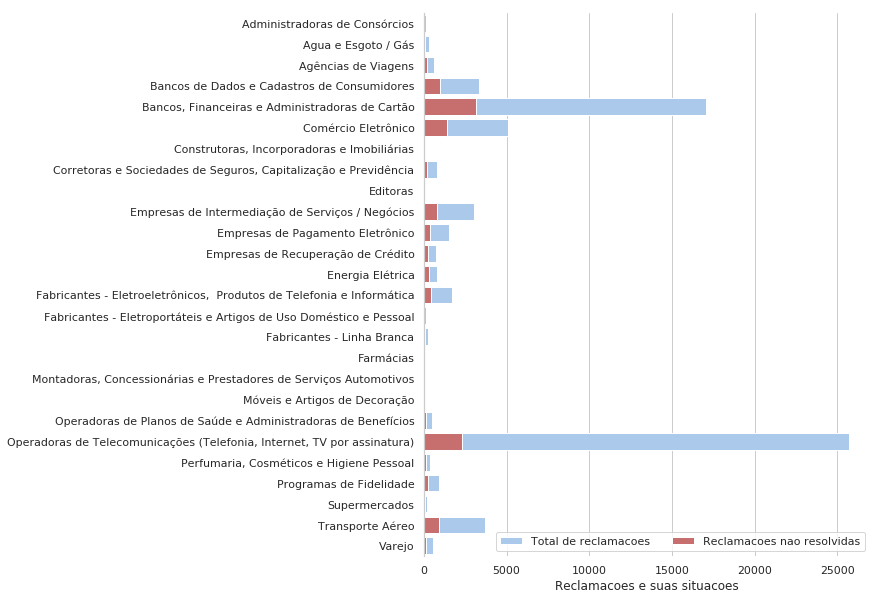 Administradoras de Consórcios
Agua e Esgoto / Gás
Agências de Viagens
Bancos de Dados e Cadastros de Consumidores
Bancos, Financeiras e Administradoras de Cartão
Comércio Eletrônico
Construtoras, Incorporadoras e Imobiliárias
Corretoras e Sociedades de Seguros, Capitalização e Previdência
Editoras
Empresas de Intermediação de Serviços / Negócios
Empresas de Pagamento Eletrônico
Empresas de Recuperação de Crédito
Energia Elétrica
Fabricantes - Eletroeletrônicos,  Produtos de Telefonia e Informática
Fabricantes - Eletroportáteis e Artigos de Uso Doméstico e Pessoal
Fabricantes - Linha Branca
Farmácias
Montadoras, Concessionárias e Prestadores de Serviços Automotivos
Móveis e Artigos de Decoração
Operadoras de Planos de Saúde e Administradoras de Benefícios
Operadoras de Telecomunicações (Telefonia, Internet, TV por assinatura)
Perfumaria, Cosméticos e Higiene Pessoal
Programas de Fidelidade
Supermercados
Transporte Aéreo
Varejo
Total de reclamacoes Reclamacoes nao resolvidas
0 5000 10000 15000 20000 25000
Reclamacoes e suas situacoes